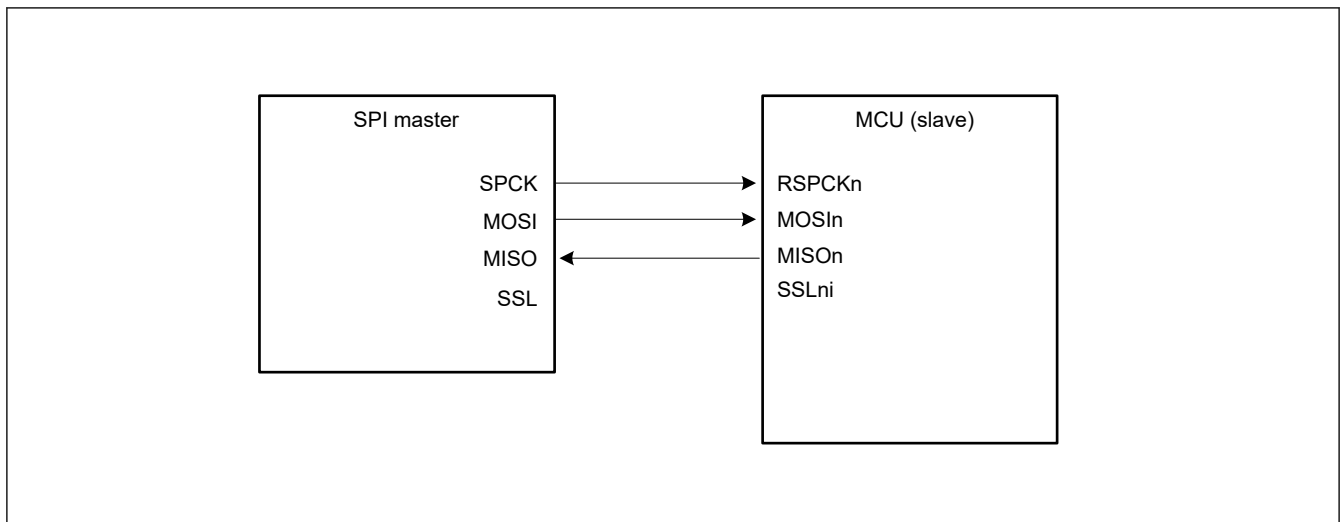 SPI master
SPCK
MOSI
MISO
SSL
MCU (slave)
RSPCKn
MOSIn
MISOn
SSLni